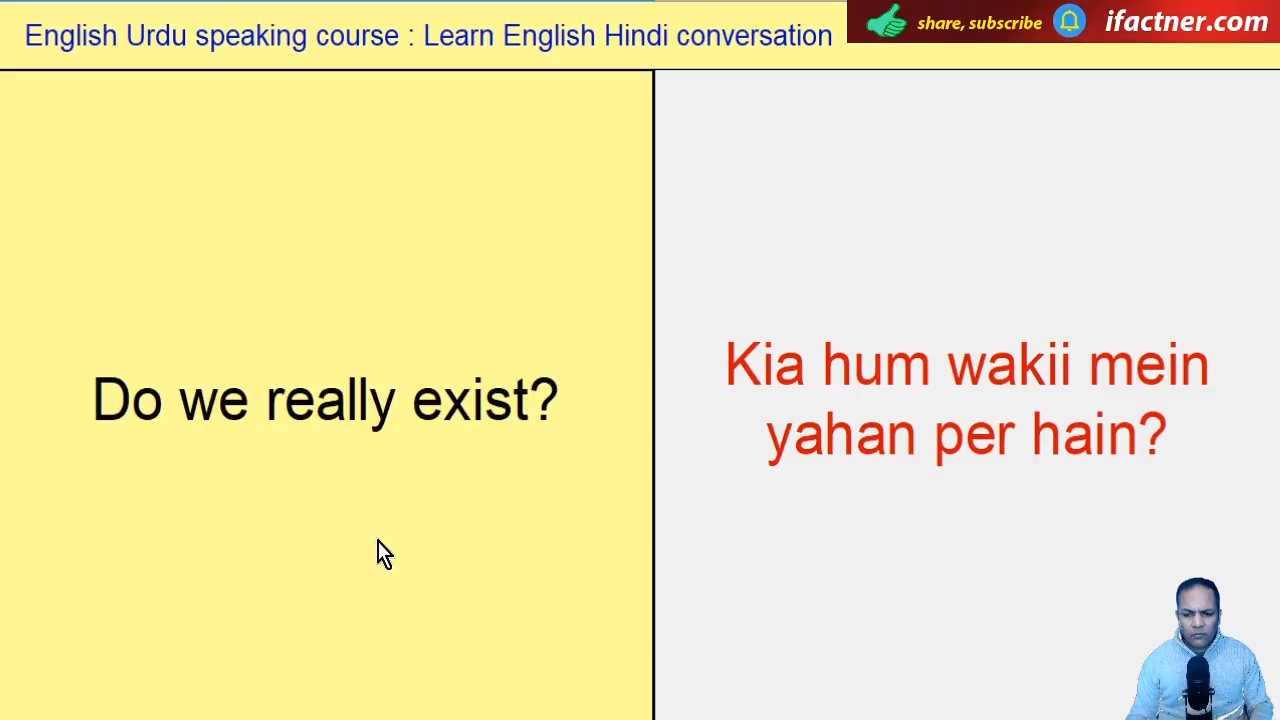 English Urdu speaking course : Learn English Hindi conversation
share, subscribe
ifactner.com
Do we really exist?
Kia hum wakii mein
yahan per hain?